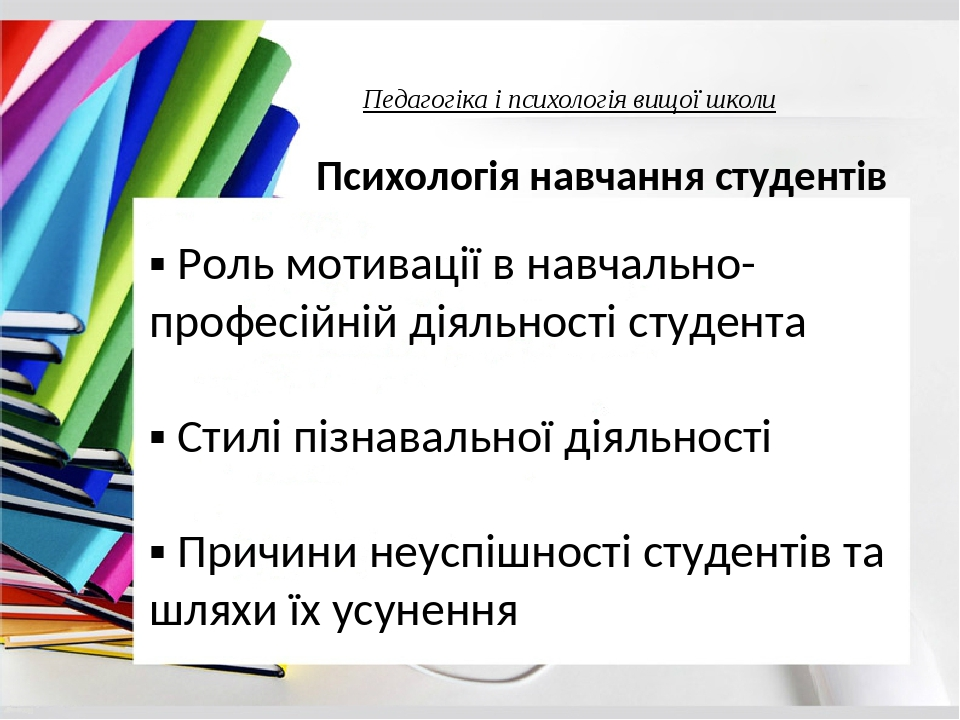 Педагогіка і психологія вищої школи
Психологія навчання студентів
▪ Роль мотивації в навчально-
професійній діяльності студента
▪ Стилі пізнавальної діяльності
▪ Причини неуспішності студентів та
шляхи їх усунення